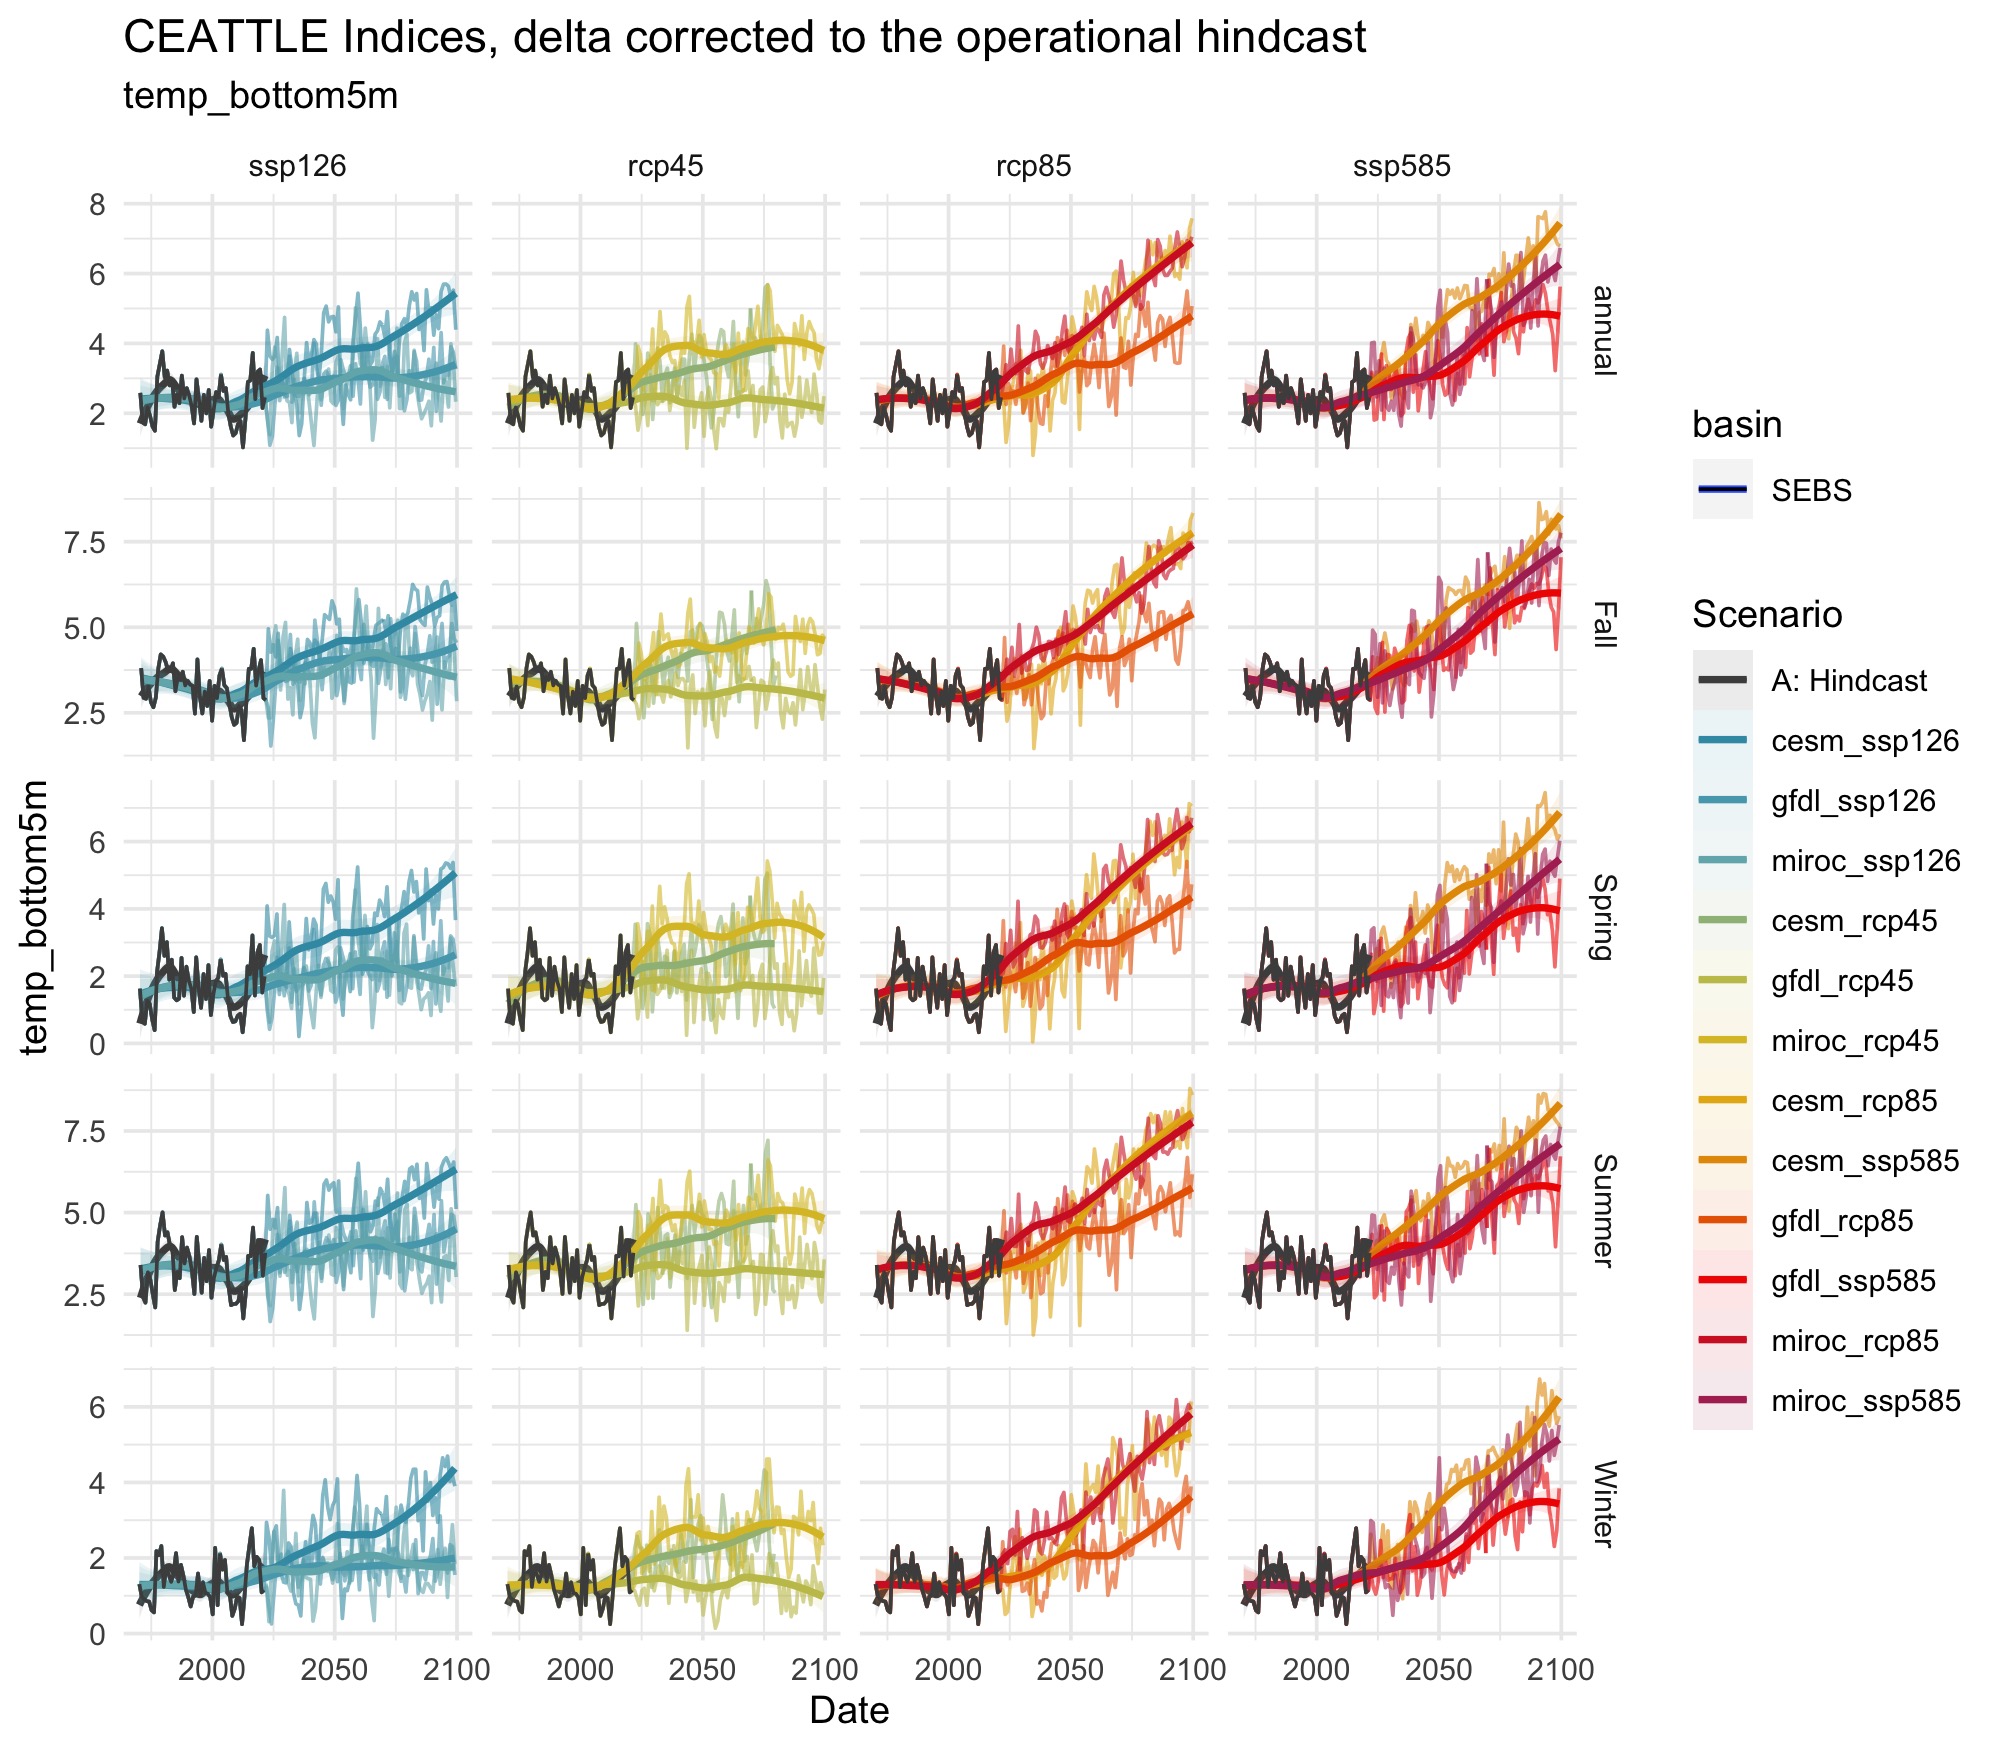 CEATTLE Indices, delta corrected to the operational hindcast
temp_bottom5m
ssp126 rcp45 rcp85 ssp585
8
6
4
2
annual
7.5
5.0
2.5
Fall
6
4
2
0
Spring
7.5
5.0
2.5
Summer
6
4
2
0
Winter
temp_bottom5m
2000 2050 2100 2000 2050 2100 2000 2050 2100 2000 2050 2100
Date
basin
SEBS
Scenario
A: Hindcast
cesm_ssp126
gfdl_ssp126
miroc_ssp126
cesm_rcp45
gfdl_rcp45
miroc_rcp45
cesm_rcp85
cesm_ssp585
gfdl_rcp85
gfdl_ssp585
miroc_rcp85
miroc_ssp585